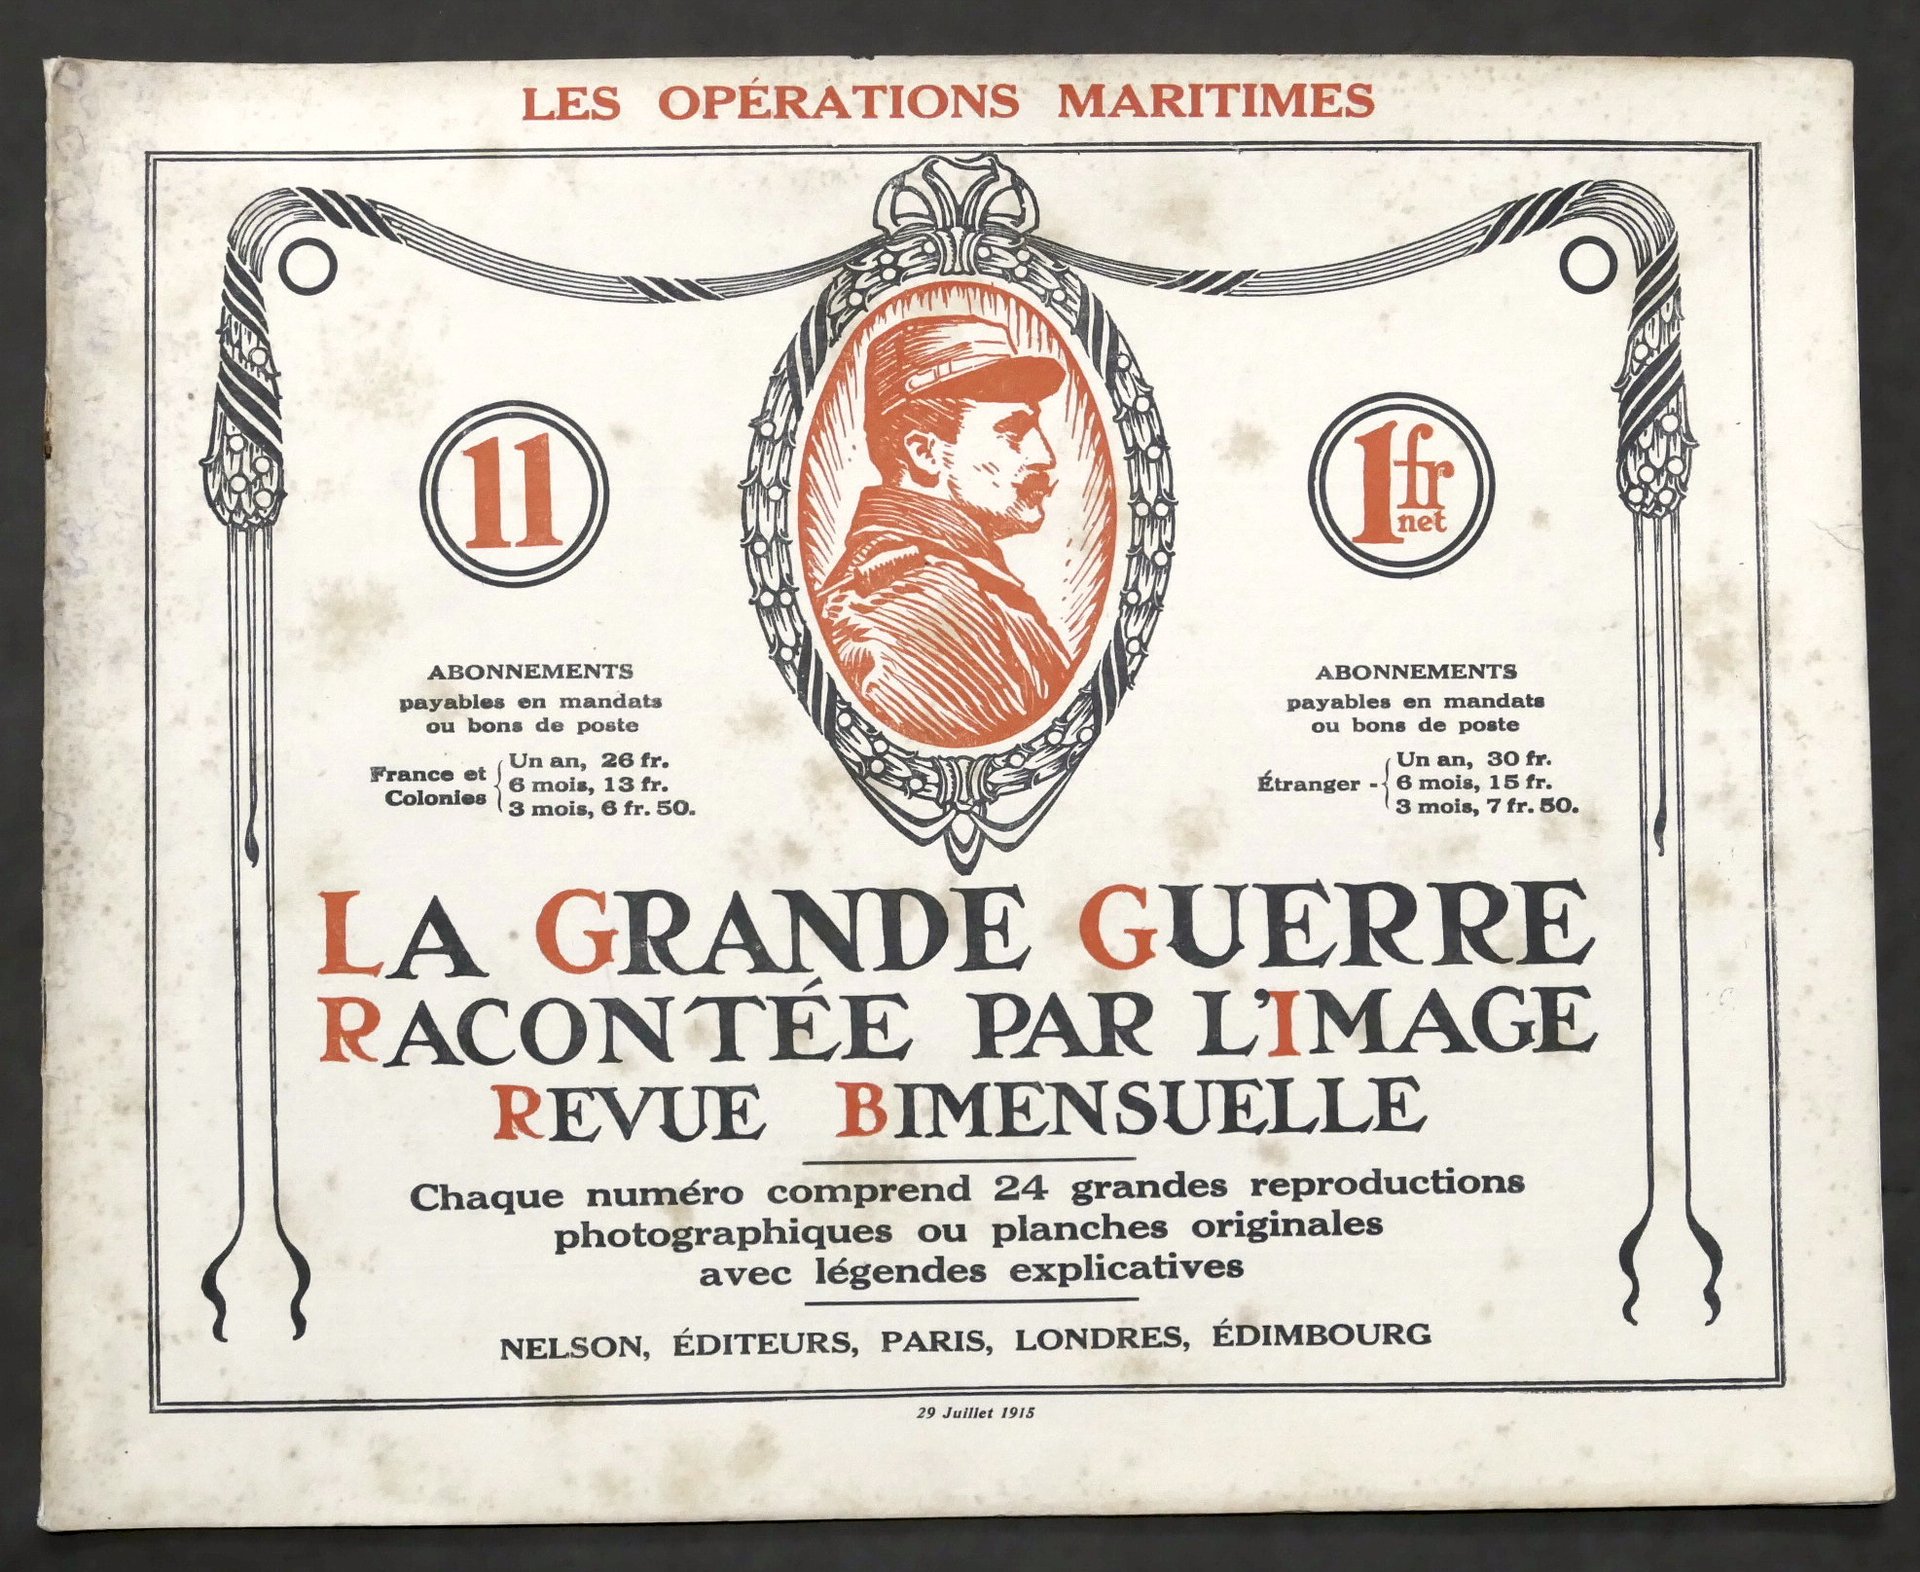 LES OPÉRATIONS MARITIMES
11
1 fr
net
ABONNEMENTS
payables en mandats
ou bons de poste
France et
Colonies
Un an, 26 fr.
6 mois, 13 fr.
3 mois, 6 fr. 50.
ABONNEMENTS
payables en mandats
ou bons de poste
Étranger -
Un an, 30 fr.
6 mois, 15 fr.
3 mois, 7 fr. 50.
LA GRANDE GUERRE
RACONTÉE PAR L'IMAGE
REVUE BIMENSUELLE
Chaque numéro comprend 24 grandes reproductions
photographiques ou planches originales
avec légendes explicatives
NELSON, ÉDITEURS, PARIS, LONDRES, ÉDIMBOURG
29 Juillet 1915